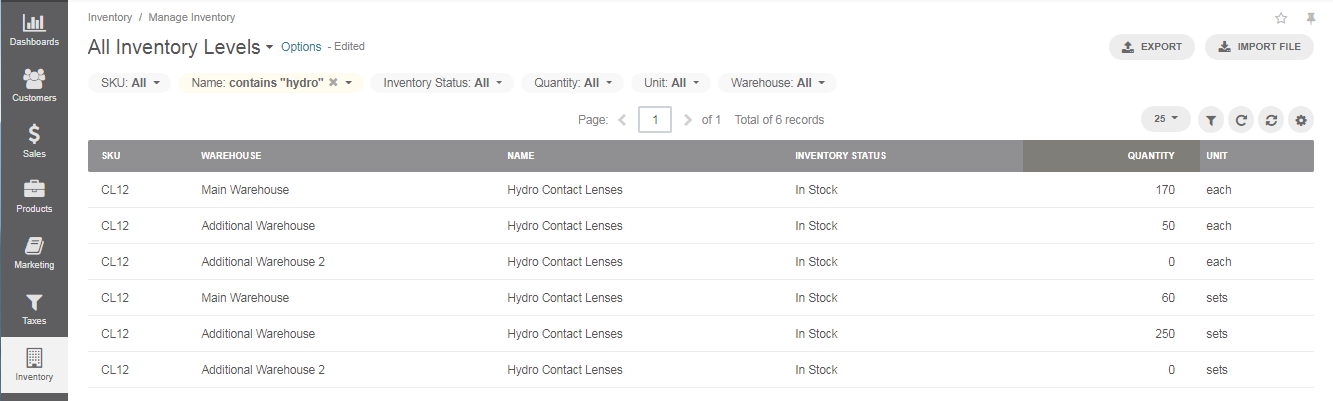 Dashboards
Customers
Sales
Products
Marketing
Taxes
Inventory
Inventory / Manage Inventory
All Inventory Levels Options - Edited
EXPORT IMPORT FILE
SKU: All Name: contains "hydro" Inventory Status: All Quantity: All Unit: All Warehouse: All
Page: 1 of 1 Total of 6 records 25
SKU WAREHOUSE NAME INVENTORY STATUS QUANTITY UNIT
CL12 Main Warehouse Hydro Contact Lenses In Stock 170 each
CL12 Additional Warehouse Hydro Contact Lenses In Stock 50 each
CL12 Additional Warehouse 2 Hydro Contact Lenses In Stock 0 each
CL12 Main Warehouse Hydro Contact Lenses In Stock 60 sets
CL12 Additional Warehouse Hydro Contact Lenses In Stock 250 sets
CL12 Additional Warehouse 2 Hydro Contact Lenses In Stock 0 sets